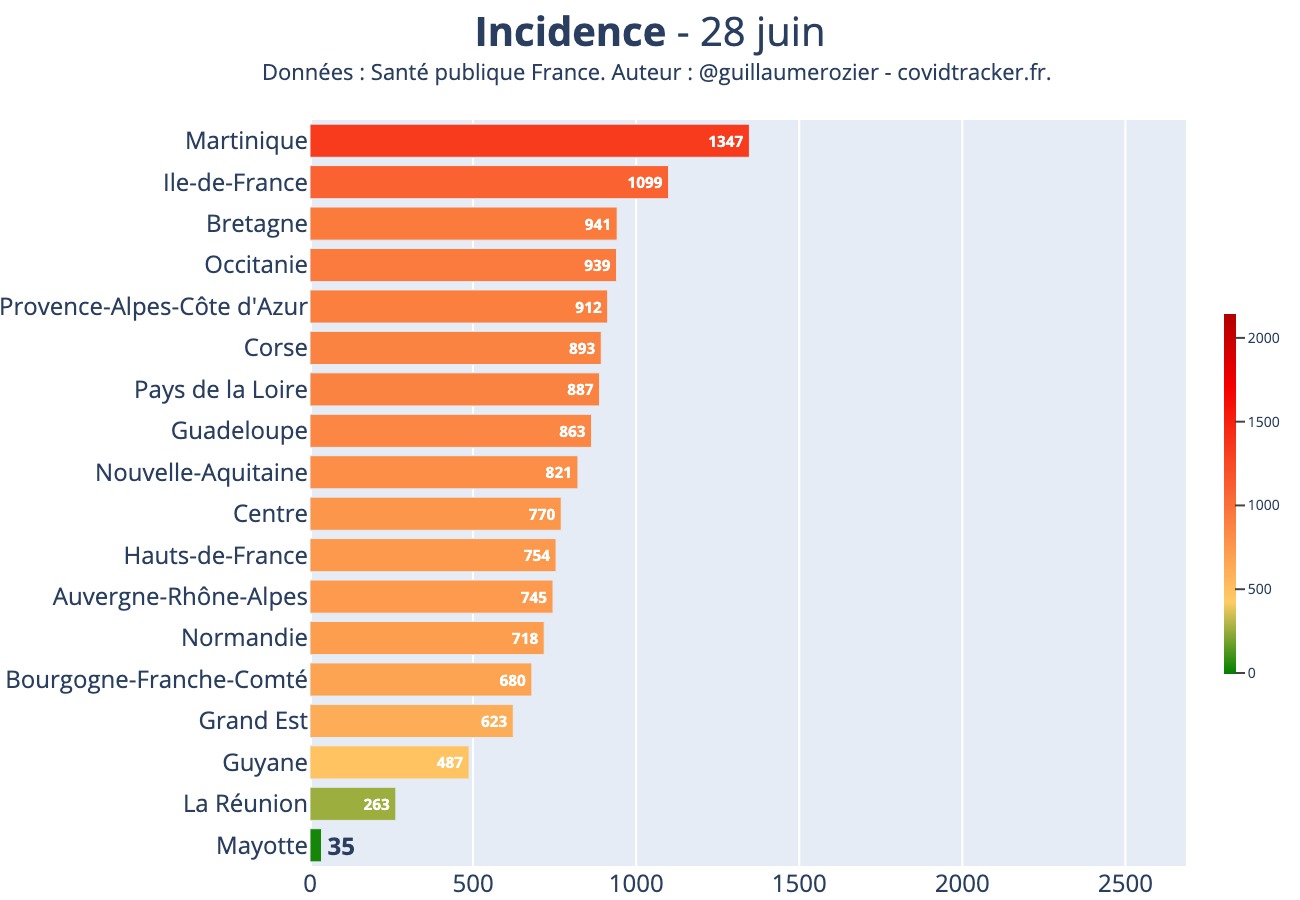 Incidence - 28 juin
Données : Santé publique France. Auteur : @guillaumerozier - covidtracker.fr.
Martinique 1347
Ile-de-France 1099
Bretagne 941
Occitanie 939
Provence-Alpes-Côte d'Azur 912
Corse 893
Pays de la Loire 887
Guadeloupe 863
Nouvelle-Aquitaine 821
Centre 770
Hauts-de-France 754
Auvergne-Rhône-Alpes 745
Normandie 718
Bourgogne-Franche-Comté 680
Grand Est 623
Guyane 487
La Réunion 263
Mayotte 35
0 500 1000 1500 2000 2500
2000
1500
1000
500
0